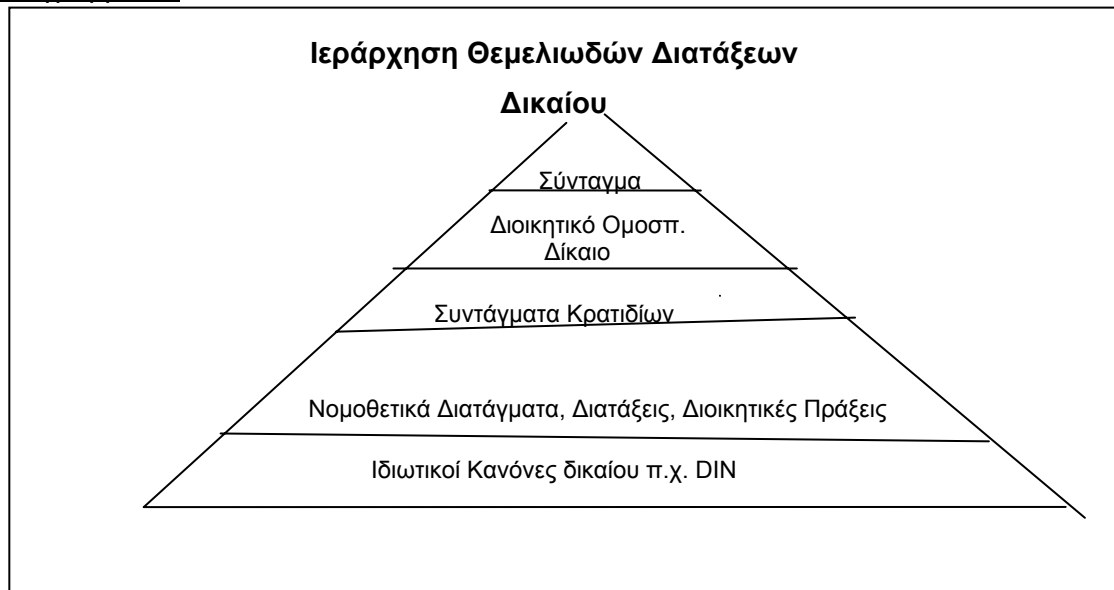 Ιεράρχηση Θεμελιωδών Διατάξεων
Δικαίου
Σύνταγμα
Διοικητικό Ομοσπ.
Δίκαιο
Συντάγματα Κρατιδίων
Νομοθετικά Διατάγματα, Διατάξεις, Διοικητικές Πράξεις
Ιδιωτικοί Κανόνες δικαίου π.χ. DIN